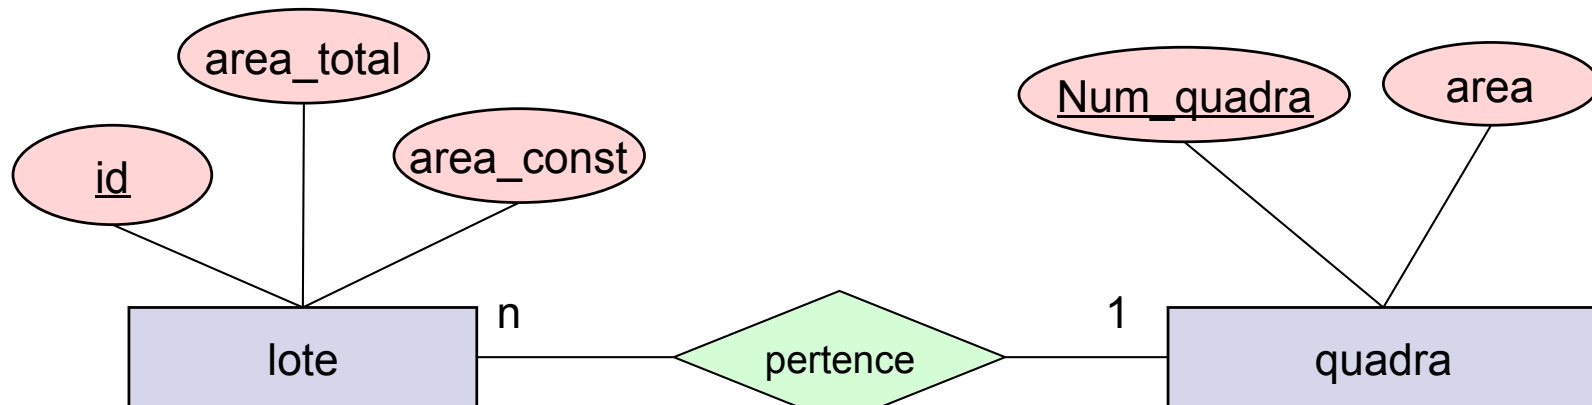 area_total
area_const
id
Num_quadra
area
n
1
lote
pertence
quadra